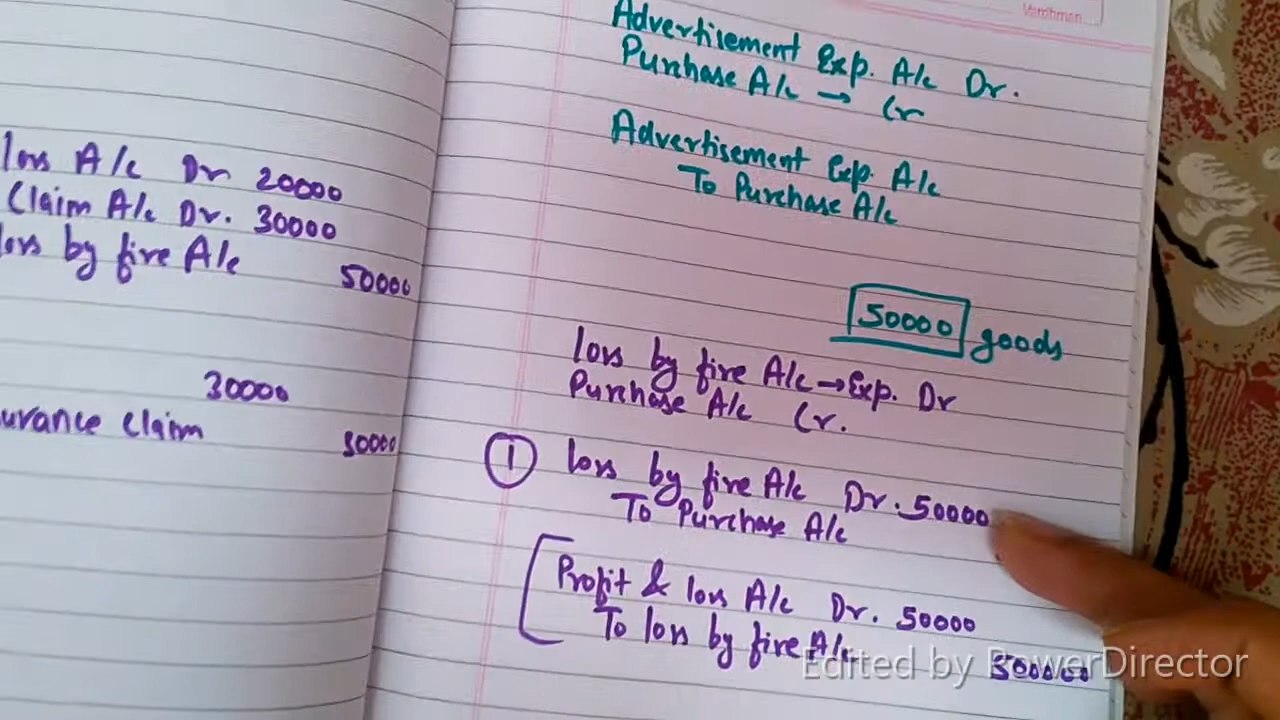 loss A/c Dr 20000
Claim A/c Dr. 30000
loss by fire A/c 50000
30000
urance Claim 30000
Vardhman
Advertisement Exp. A/c Dr.
Purchase A/c → Cr
Advertisement Exp. A/c
To Purchase A/c
50000 goods
loss by fire A/c → Exp. Dr
Purchase A/c Cr.
1 loss by fire A/c Dr. 50000
To Purchase A/c
Profit & loss A/c Dr. 50000
To loss by fire A/c 500000
Edited by PowerDirector